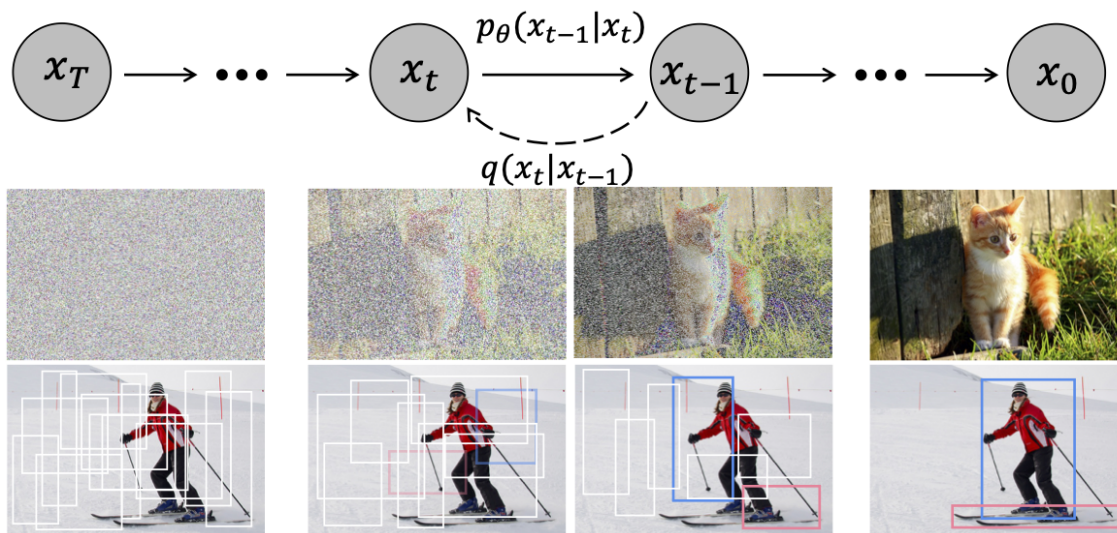 p_θ(x_{t−1}|x_t)
x_T ••• x_t x_{t−1} ••• x_0
q(x_t|x_{t−1})